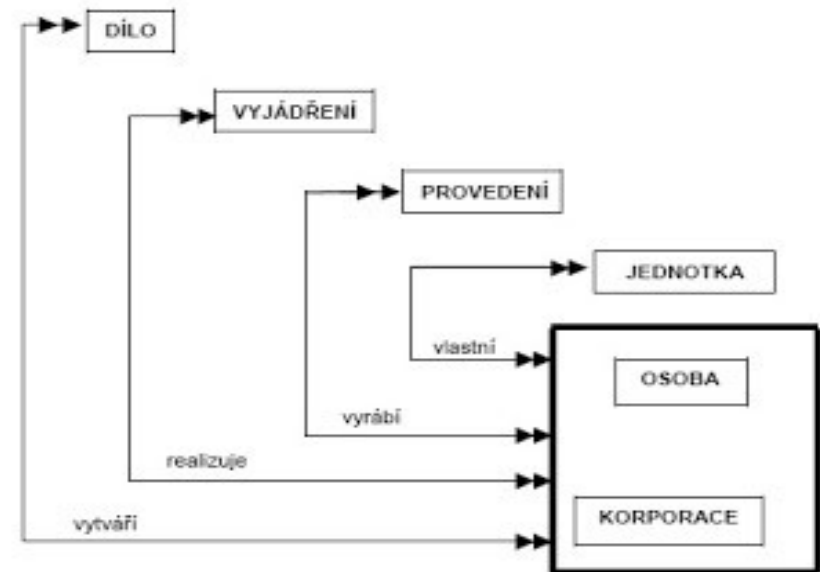 DÍLO
VYJÁDŘENÍ
PROVEDENÍ
JEDNOTKA
vlastní
OSOBA
vyrábí
realizuje
KORPORACE
vytváří